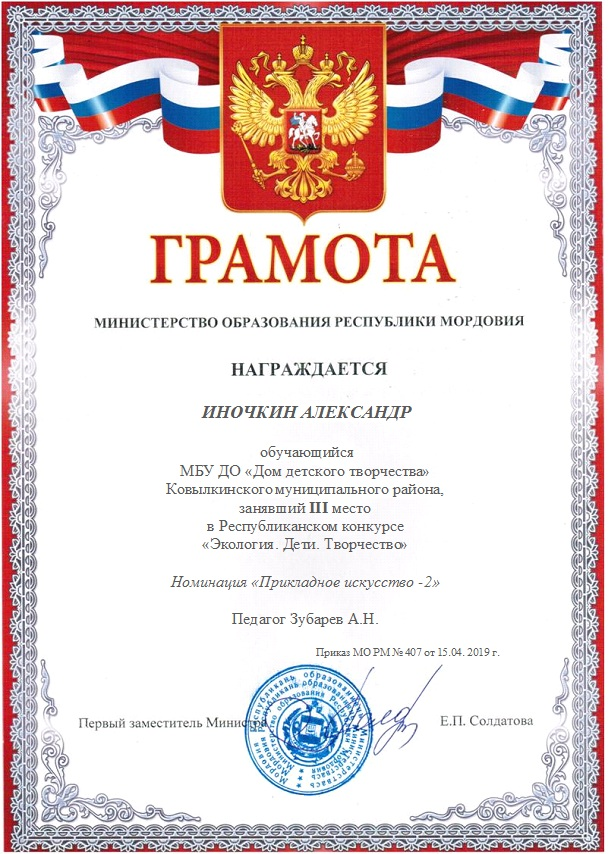 ГРАМОТА
МИНИСТЕРСТВО ОБРАЗОВАНИЯ РЕСПУБЛИКИ МОРДОВИЯ
НАГРАЖДАЕТСЯ
ИНОЧКИН АЛЕКСАНДР
обучающийся
МБУ ДО «Дом детского творчества»
Ковылкинского муниципального района,
занявший III место
в Республиканском конкурсе
«Экология. Дети. Творчество»
Номинация «Прикладное искусство -2»
Педагог Зубарев А.Н.
Приказ МО РМ № 407 от 15.04. 2019 г.
Первый заместитель Министра Е.П. Солдатова